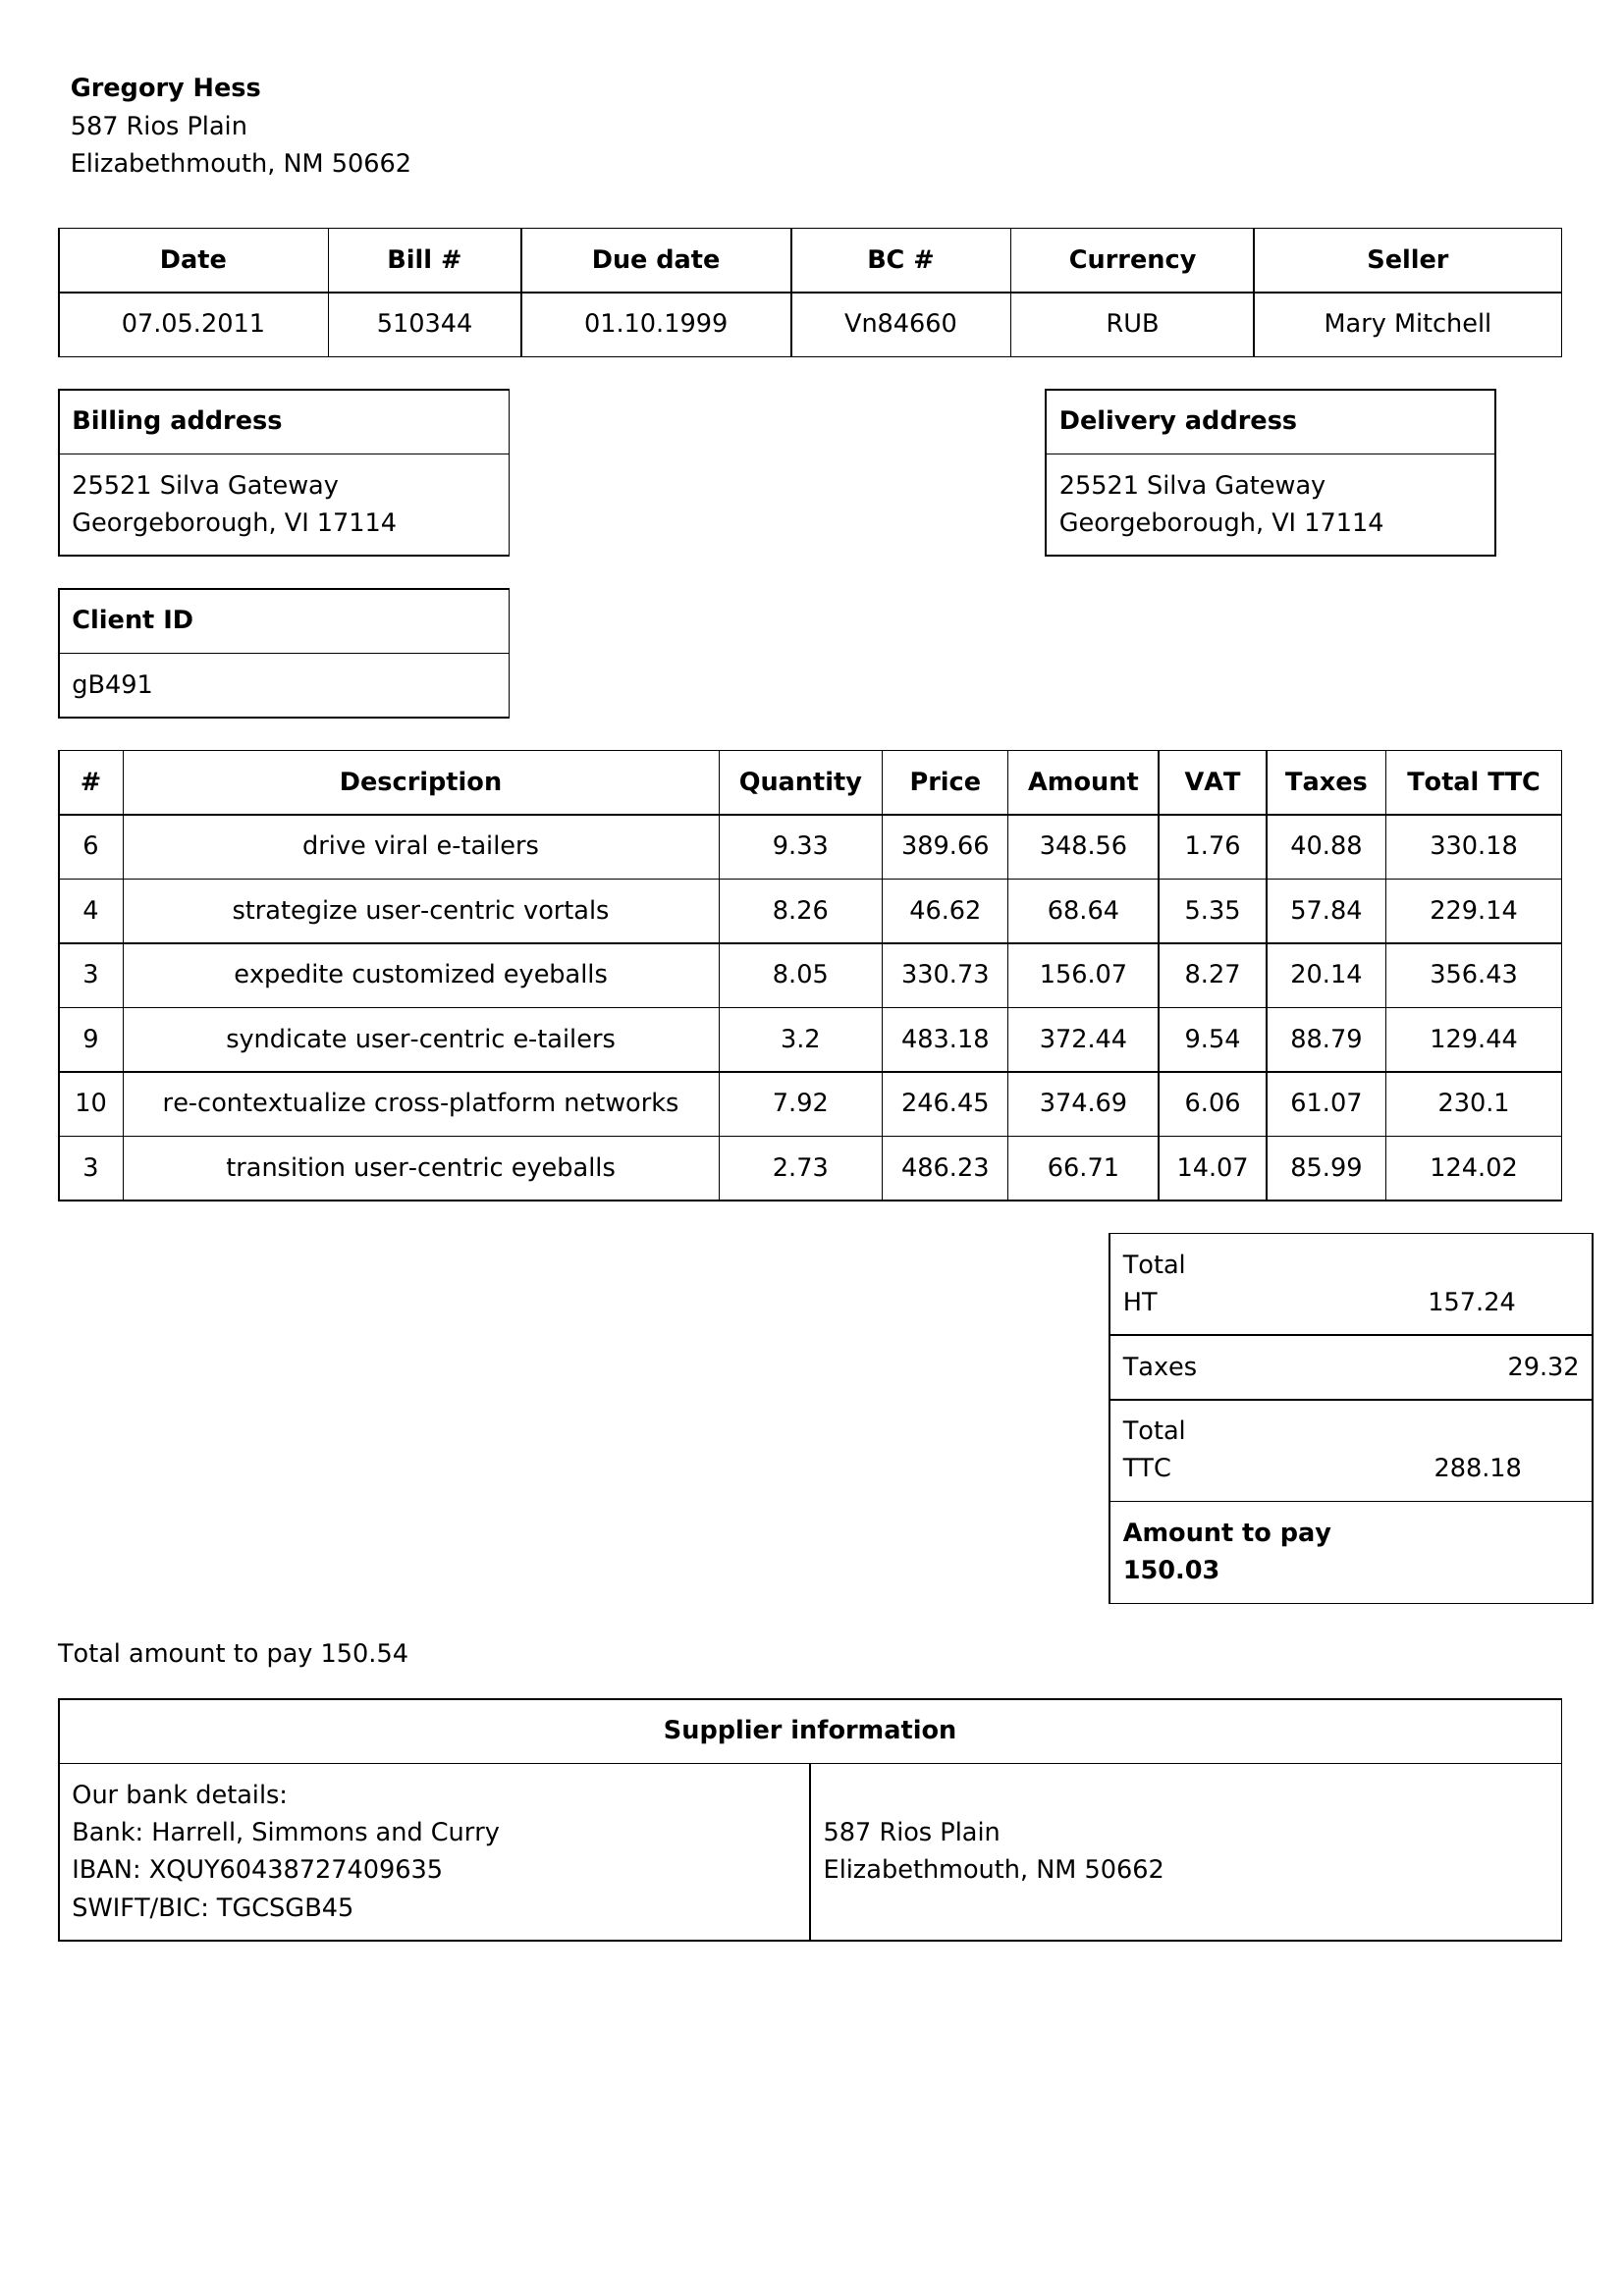 Gregory Hess
587 Rios Plain
Elizabethmouth, NM 50662
Date Bill # Due date BC # Currency Seller
07.05.2011 510344 01.10.1999 Vn84660 RUB Mary Mitchell
Billing address
25521 Silva Gateway
Georgeborough, VI 17114
Delivery address
25521 Silva Gateway
Georgeborough, VI 17114
Client ID
gB491
# Description Quantity Price Amount VAT Taxes Total TTC
6 drive viral e-tailers 9.33 389.66 348.56 1.76 40.88 330.18
4 strategize user-centric vortals 8.26 46.62 68.64 5.35 57.84 229.14
3 expedite customized eyeballs 8.05 330.73 156.07 8.27 20.14 356.43
9 syndicate user-centric e-tailers 3.2 483.18 372.44 9.54 88.79 129.44
10 re-contextualize cross-platform networks 7.92 246.45 374.69 6.06 61.07 230.1
3 transition user-centric eyeballs 2.73 486.23 66.71 14.07 85.99 124.02
Total
HT 157.24
Taxes 29.32
Total
TTC 288.18
Amount to pay
150.03
Total amount to pay 150.54
Supplier information
Our bank details:
Bank: Harrell, Simmons and Curry
IBAN: XQUY60438727409635
SWIFT/BIC: TGCSGB45
587 Rios Plain
Elizabethmouth, NM 50662